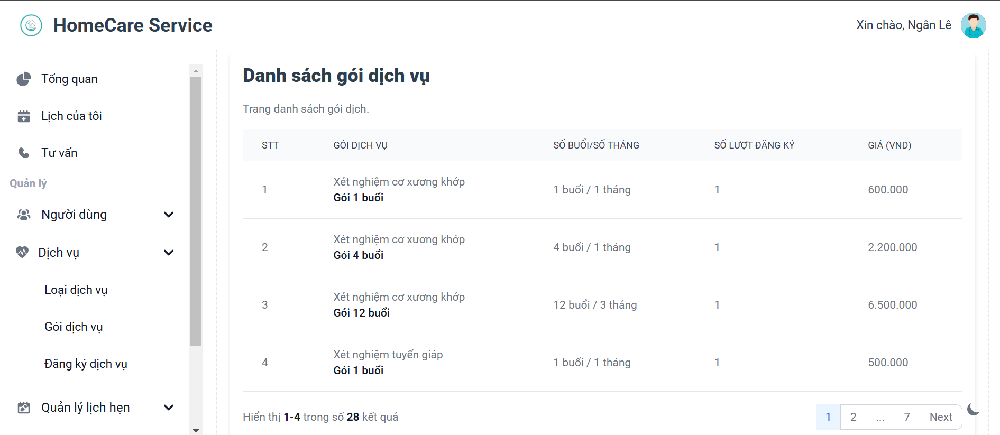 HomeCare Service
Xin chào, Ngân Lê
Tổng quan
Lịch của tôi
Tư vấn
Quản lý
Người dùng
Dịch vụ
Loại dịch vụ
Gói dịch vụ
Đăng ký dịch vụ
Quản lý lịch hẹn
Danh sách gói dịch vụ
Trang danh sách gói dịch.
STT GÓI DỊCH VỤ SỐ BUỔI/SỐ THÁNG SỐ LƯỢT ĐĂNG KÝ GIÁ (VND)
1 Xét nghiệm cơ xương khớp 1 buổi / 1 tháng 1 600.000
Gói 1 buổi
2 Xét nghiệm cơ xương khớp 4 buổi / 1 tháng 1 2.200.000
Gói 4 buổi
3 Xét nghiệm cơ xương khớp 12 buổi / 3 tháng 1 6.500.000
Gói 12 buổi
4 Xét nghiệm tuyến giáp 1 buổi / 1 tháng 1 500.000
Gói 1 buổi
Hiển thị 1-4 trong số 28 kết quả
1 2 ... 7 Next